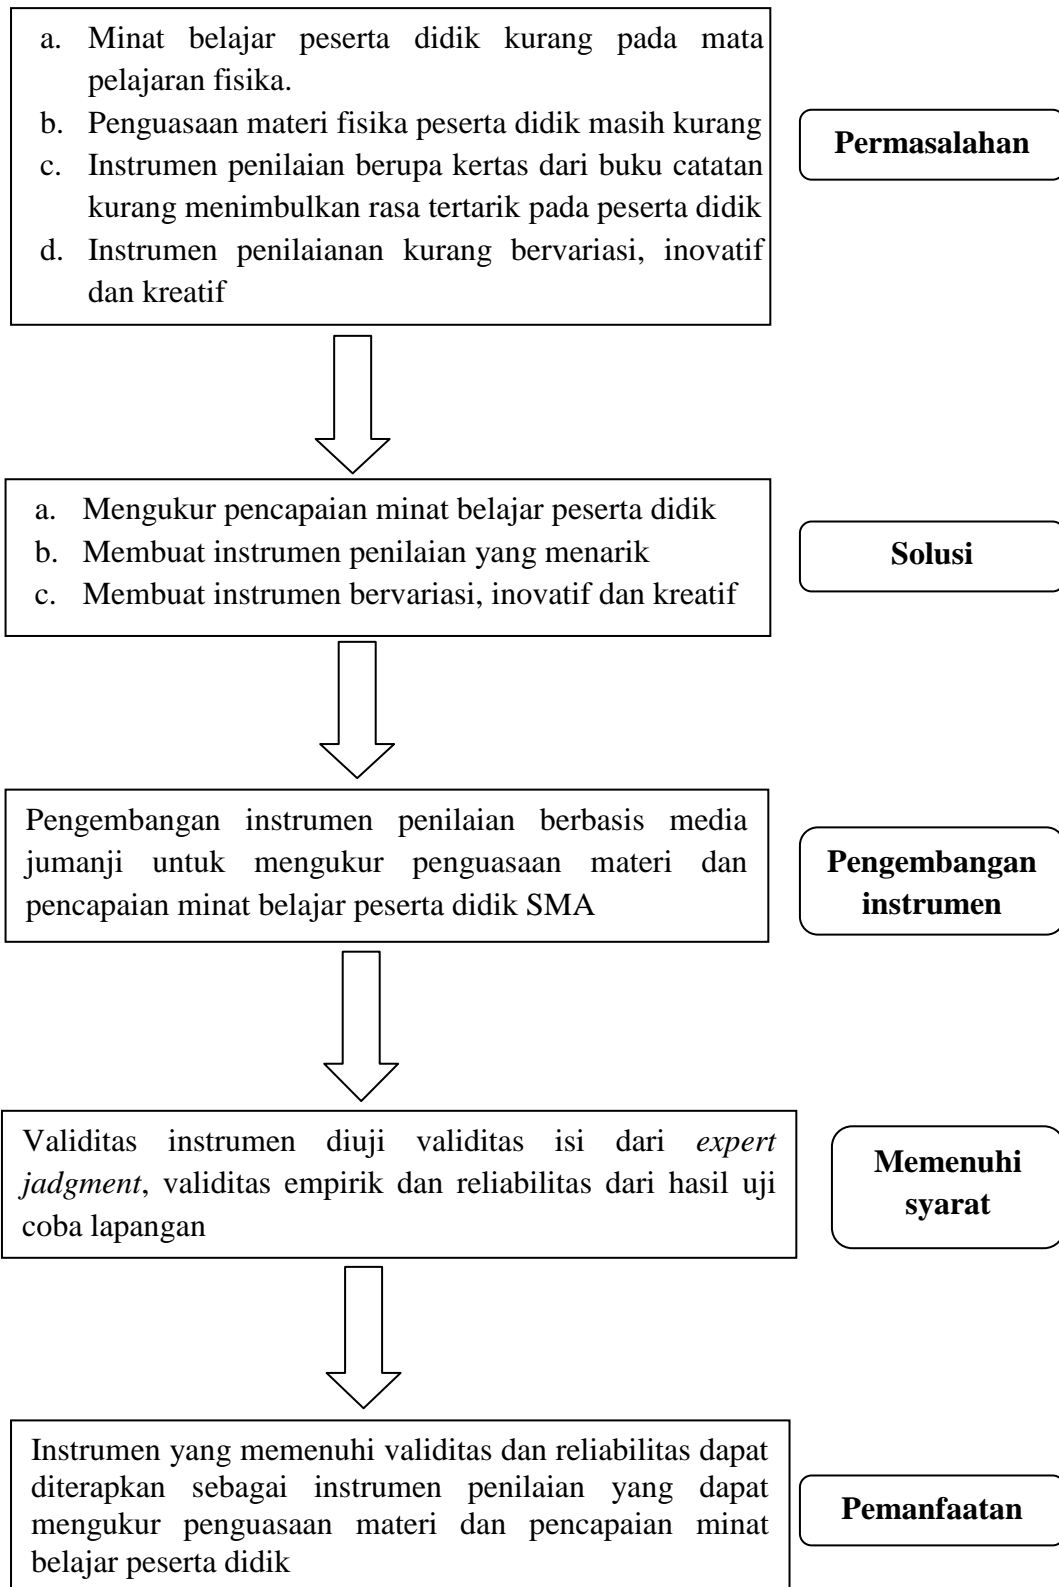 a. Minat belajar peserta didik kurang pada mata
pelajaran fisika.
b. Penguasaan materi fisika peserta didik masih kurang
c. Instrumen penilaian berupa kertas dari buku catatan
kurang menimbulkan rasa tertarik pada peserta didik
d. Instrumen penilaianan kurang bervariasi, inovatif
dan kreatif
Permasalahan
a. Mengukur pencapaian minat belajar peserta didik
b. Membuat instrumen penilaian yang menarik
c. Membuat instrumen bervariasi, inovatif dan kreatif
Solusi
Pengembangan instrumen penilaian berbasis media
jumanji untuk mengukur penguasaan materi dan
pencapaian minat belajar peserta didik SMA
Pengembangan
instrumen
Validitas instrumen diuji validitas isi dari expert
jadgment, validitas empirik dan reliabilitas dari hasil uji
coba lapangan
Memenuhi
syarat
Instrumen yang memenuhi validitas dan reliabilitas dapat
diterapkan sebagai instrumen penilaian yang dapat
mengukur penguasaan materi dan pencapaian minat
belajar peserta didik
Pemanfaatan